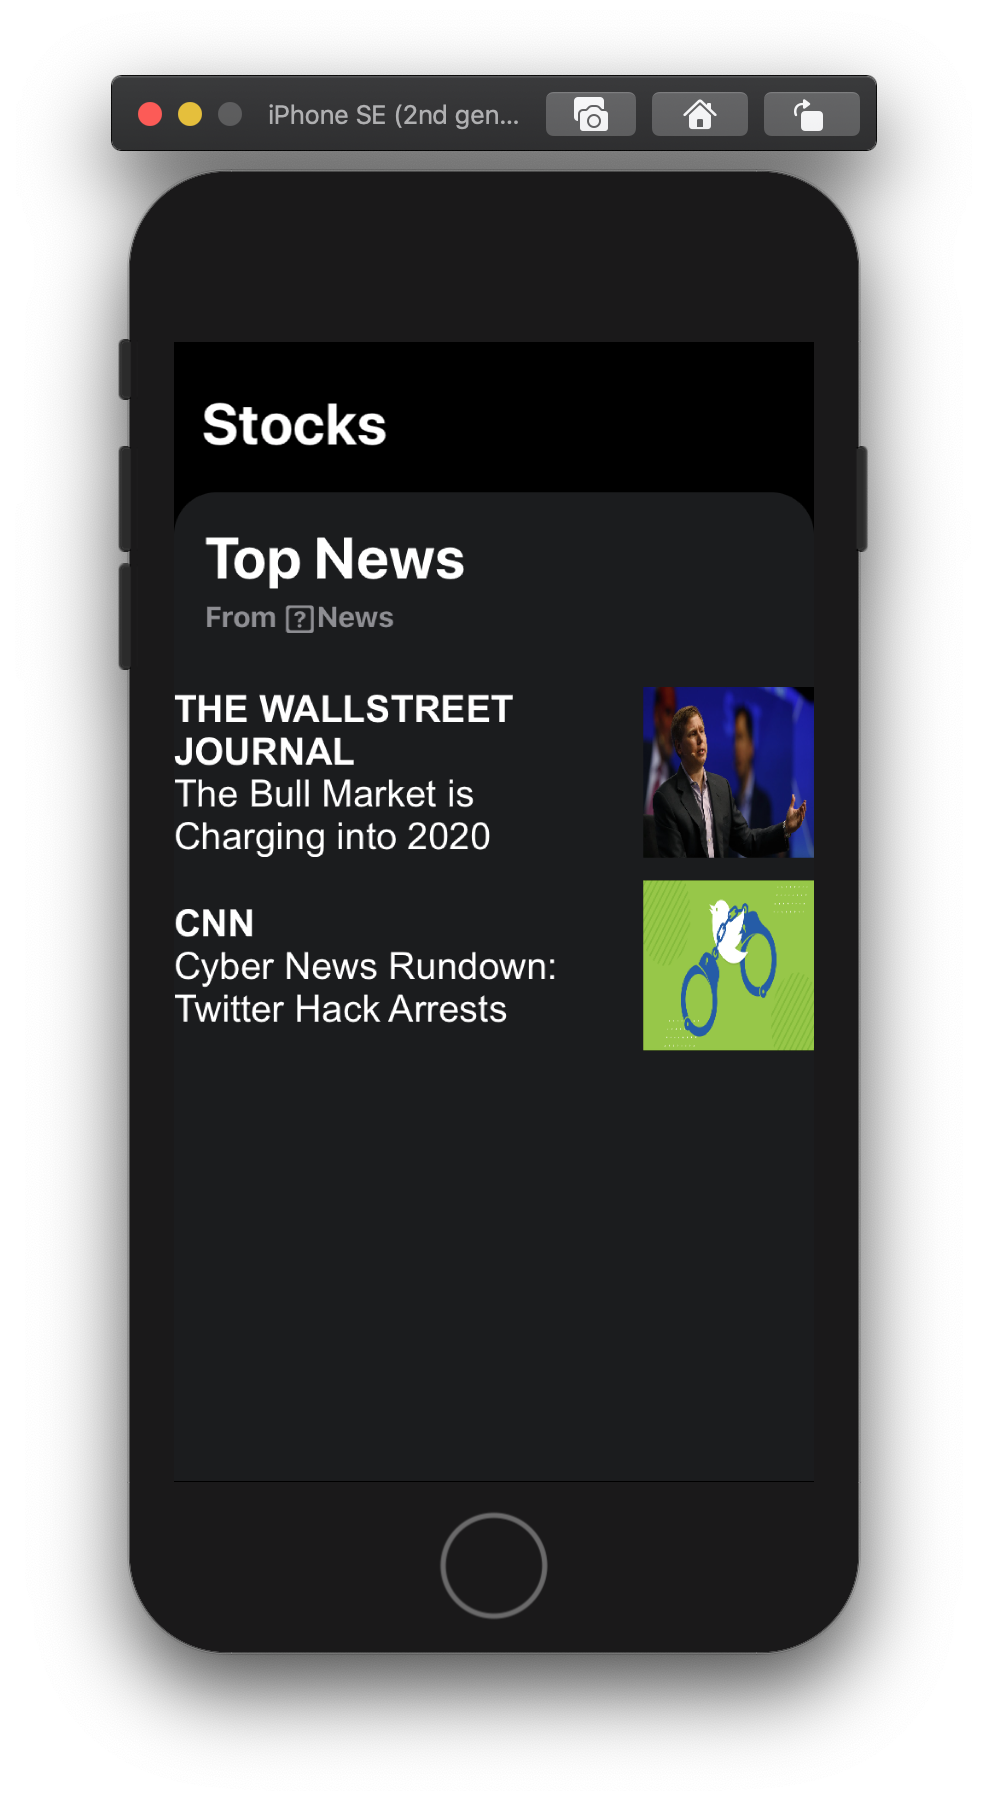 iPhone SE (2nd gen...
Stocks
Top News
From ?News
THE WALLSTREET
JOURNAL
The Bull Market is
Charging into 2020
CNN
Cyber News Rundown:
Twitter Hack Arrests